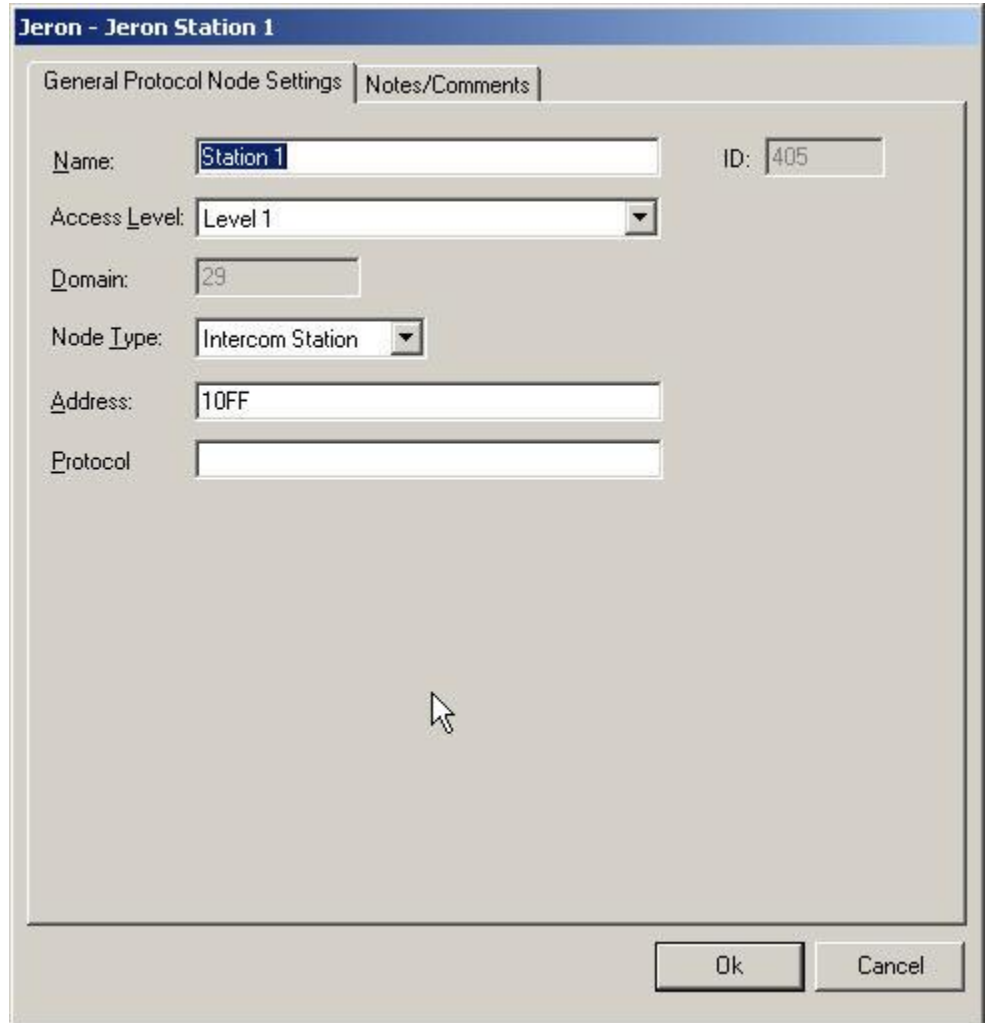 Jeron - Jeron Station 1
General Protocol Node Settings Notes/Comments
Name: Station 1 ID: 405
Access Level: Level 1
Domain: 29
Node Type: Intercom Station
Address: 10FF
Protocol
Ok Cancel